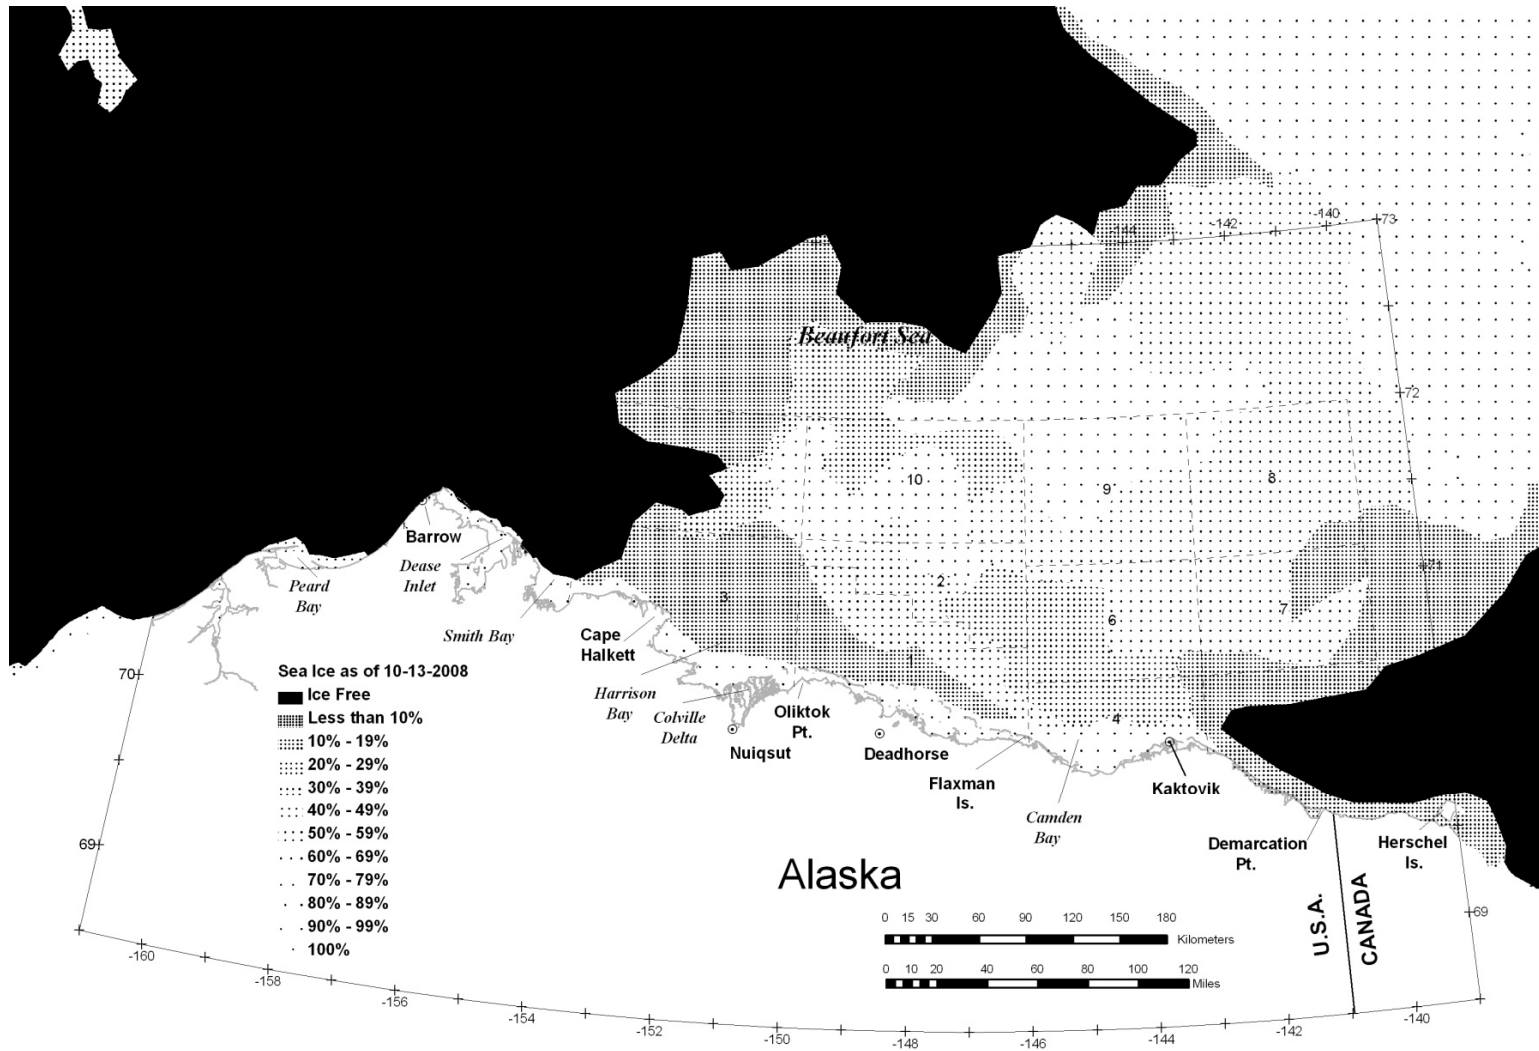 -144
-142
-140
73
Beaufort Sea
72
10
9
8
Barrow
Dease
Inlet
Peard
Bay
71
2
3
7
6
Smith Bay
Cape
Halkett
1
70
Sea Ice as of 10-13-2008
Ice Free
Less than 10%
10% - 19%
20% - 29%
30% - 39%
40% - 49%
50% - 59%
60% - 69%
70% - 79%
80% - 89%
90% - 99%
100%
Harrison
Bay
Colville
Delta
Oliktok
Pt.
4
Nuiqsut
Deadhorse
Flaxman
Is.
Kaktovik
Camden
Bay
Demarcation
Pt.
Herschel
Is.
69
Alaska
U.S.A.
CANADA
69
0 15 30 60 90 120 150 180
Kilometers
0 10 20 40 60 80 100 120
Miles
-160
-158
-156
-154
-152
-150
-148
-146
-144
-142
-140